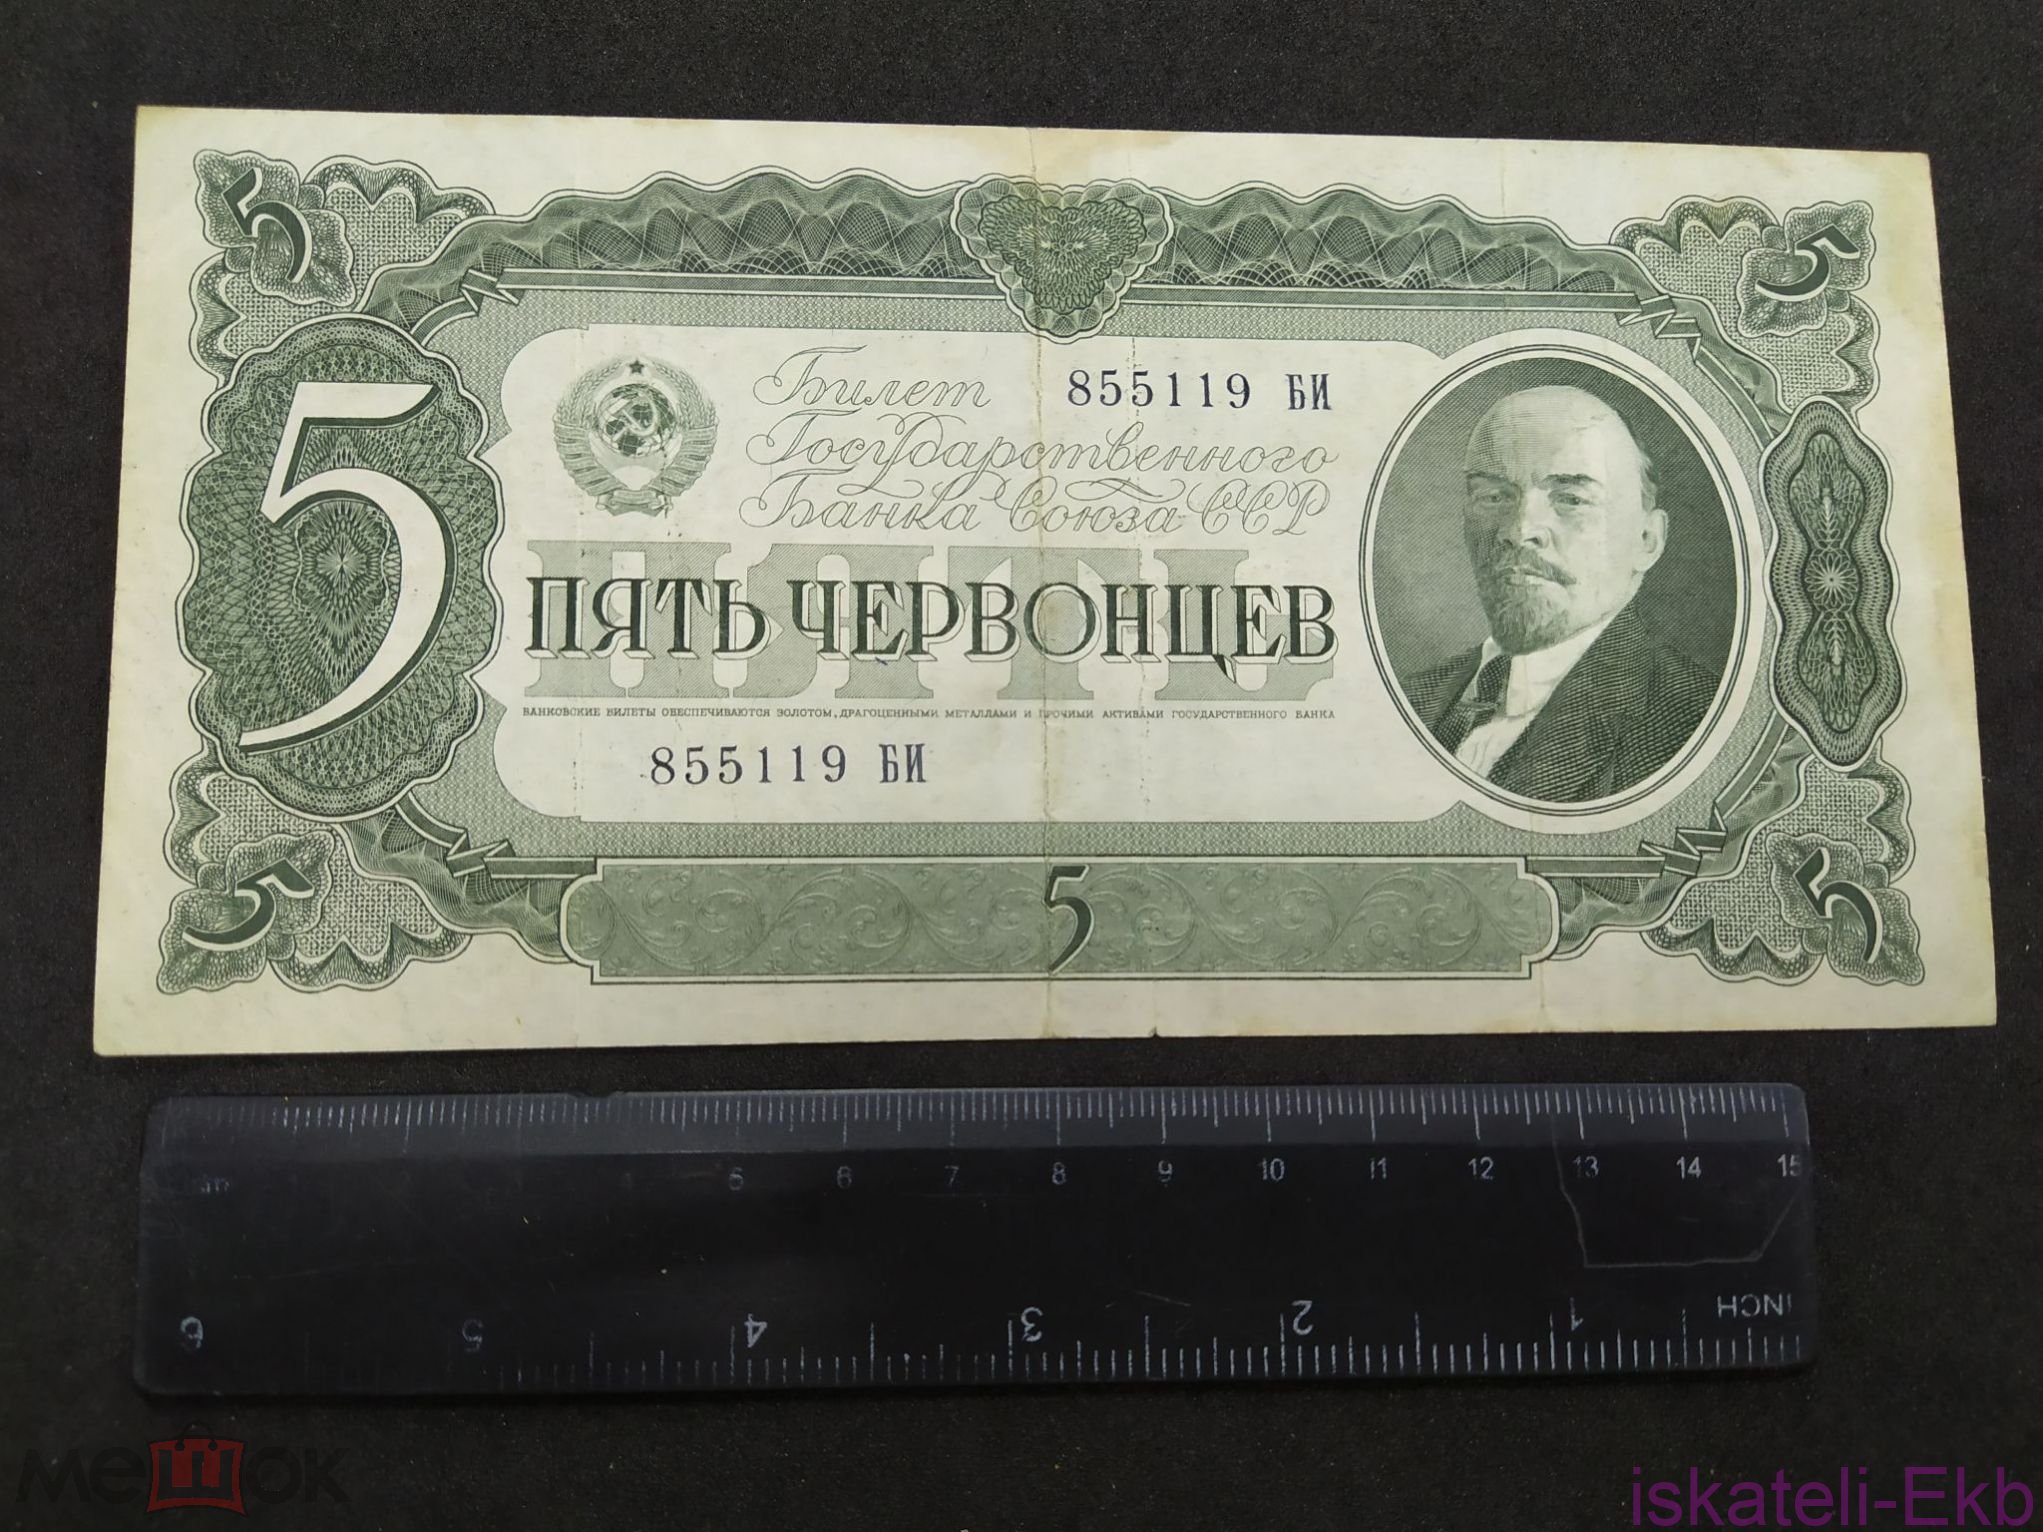 5 5
Билет 855119 БИ
Государственного
Банка Союза ССР
5
ПЯТЬ
ПЯТЬ ЧЕРВОНЦЕВ
БАНКОВСКИЕ БИЛЕТЫ ОБЕСПЕЧИВАЮТСЯ ЗОЛОТОМ, ДРАГОЦЕННЫМИ МЕТАЛЛАМИ И ПРОЧИМИ АКТИВАМИ ГОСУДАРСТВЕННОГО БАНКА
855119 БИ
5 5 5
5 6 7 8 9 10 11 12 13 14 15
6 5 4 3 2 1 INCH
мешок
iskateli-Ekb